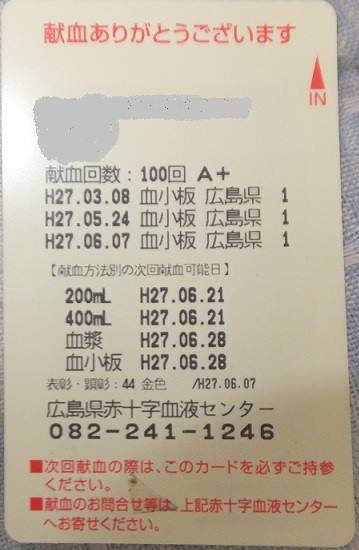 献血ありがとうございます
IN
献血回数：100回 A+
H27.03.08 血小板 広島県 1
H27.05.24 血小板 広島県 1
H27.06.07 血小板 広島県 1
【献血方法別の次回献血可能日】
200mL H27.06.21
400mL H27.06.21
血漿 H27.06.28
血小板 H27.06.28
表彰・顕彰：44 金色 /H27.06.07
広島県赤十字血液センター
082-241-1246
■次回献血の際は、このカードを必ずご持参
ください。
■献血のお問合せ等は、上記赤十字血液センター
へお寄せください。